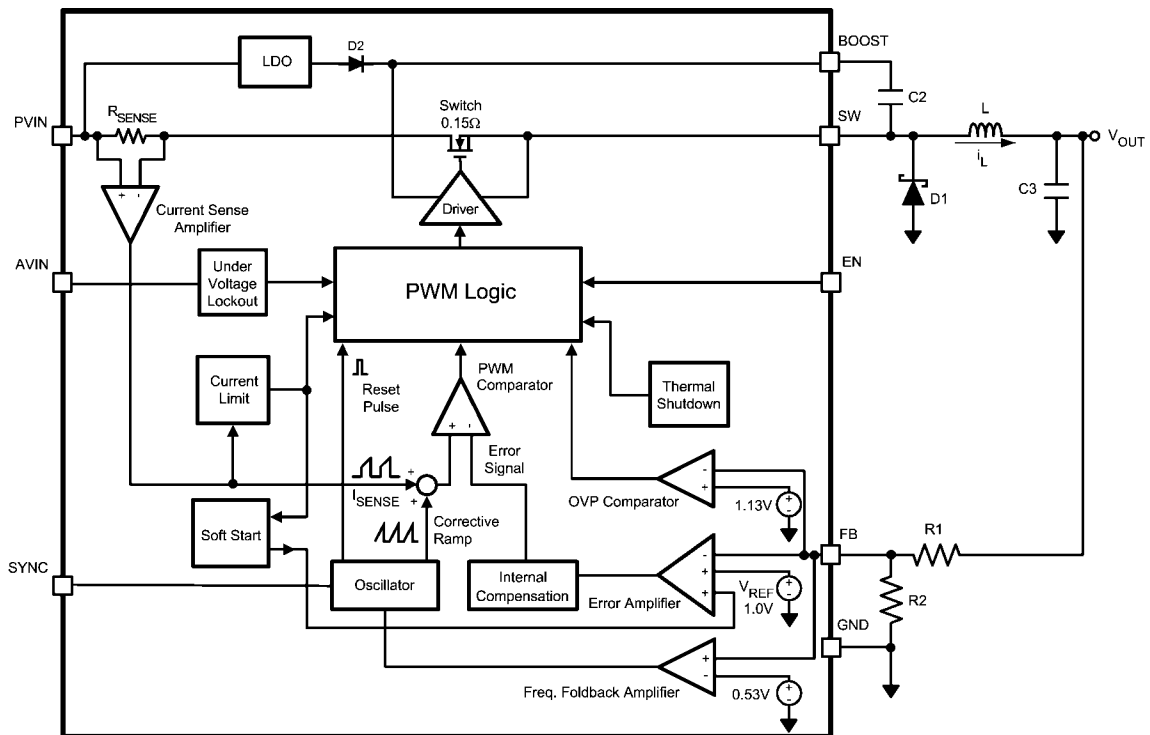 BOOST
D2
LDO
C2
RSENSE
Switch
0.15Ω
PVIN
SW
L
VOUT
iL
+ -
Driver
D1
C3
Current Sense
Amplifier
AVIN
Under
Voltage
Lockout
PWM Logic
EN
PWM
Comparator
Current
Limit
Reset
Pulse
Thermal
Shutdown
+ -
Error
Signal
ISENSE
+
+
-
+
OVP Comparator
1.13V
+
-
Soft Start
Corrective
Ramp
FB
R1
SYNC
Oscillator
Internal
Compensation
-
+
+
Error Amplifier
VREF
1.0V
+
-
R2
GND
+
-
Freq. Foldback Amplifier
0.53V
+
-